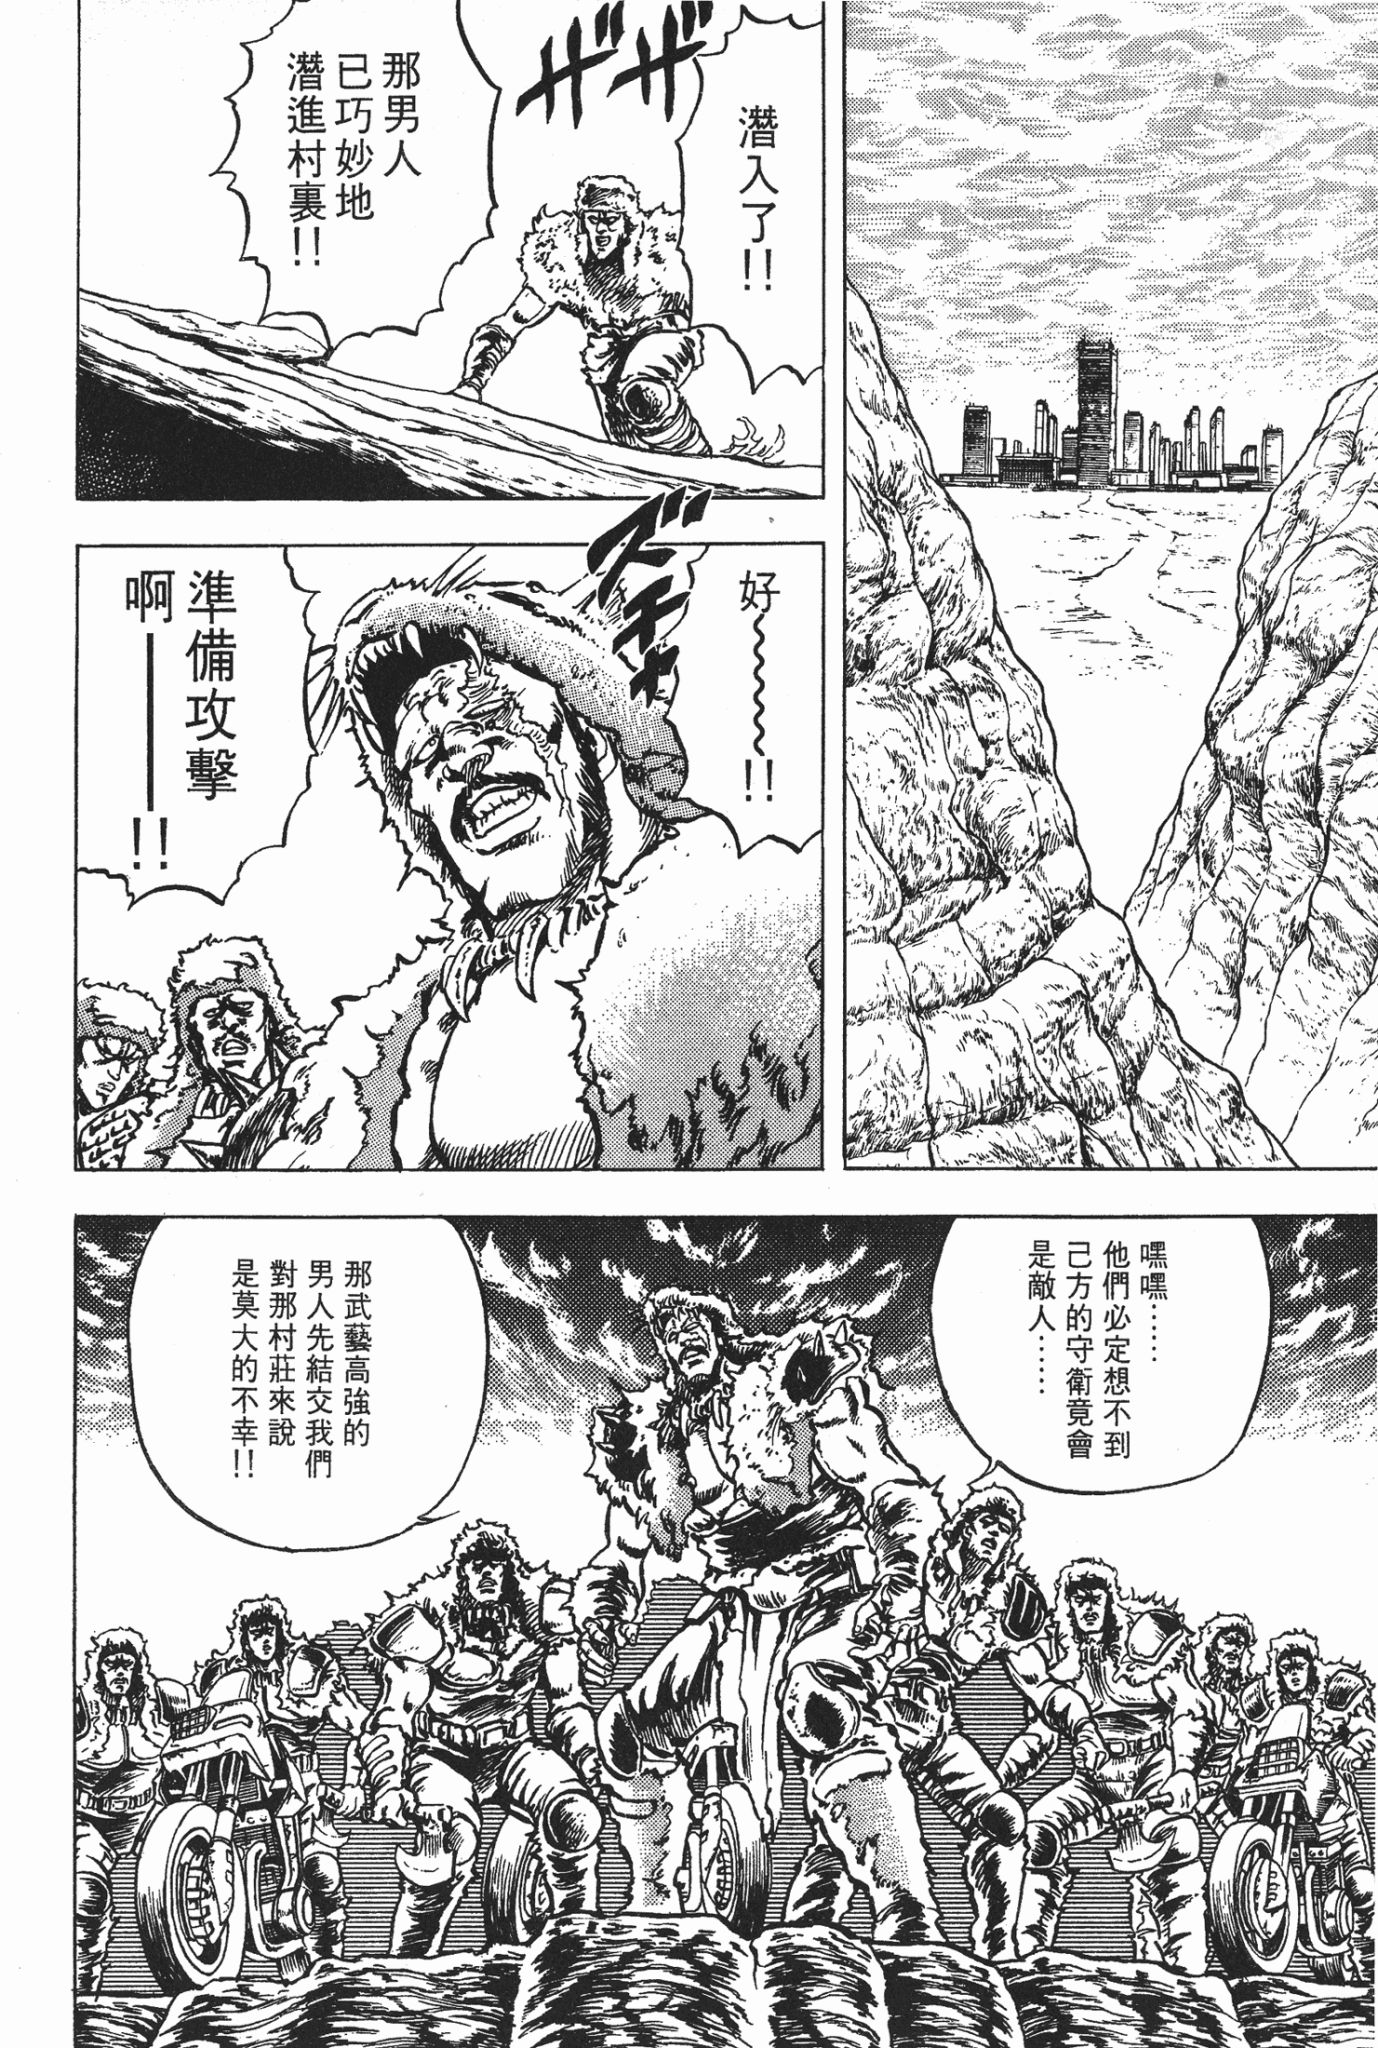 潛入了!!
ザザ
那男人
已巧妙地
潛進村裏!!
好~~~~!!
ズチャ
準備攻擊
啊——!!
嘿嘿……
他們必定想不到
己方的守衛竟會
是敵人……
那武藝高強的
男人先結交我們
對那村莊來說
是莫大的不幸!!